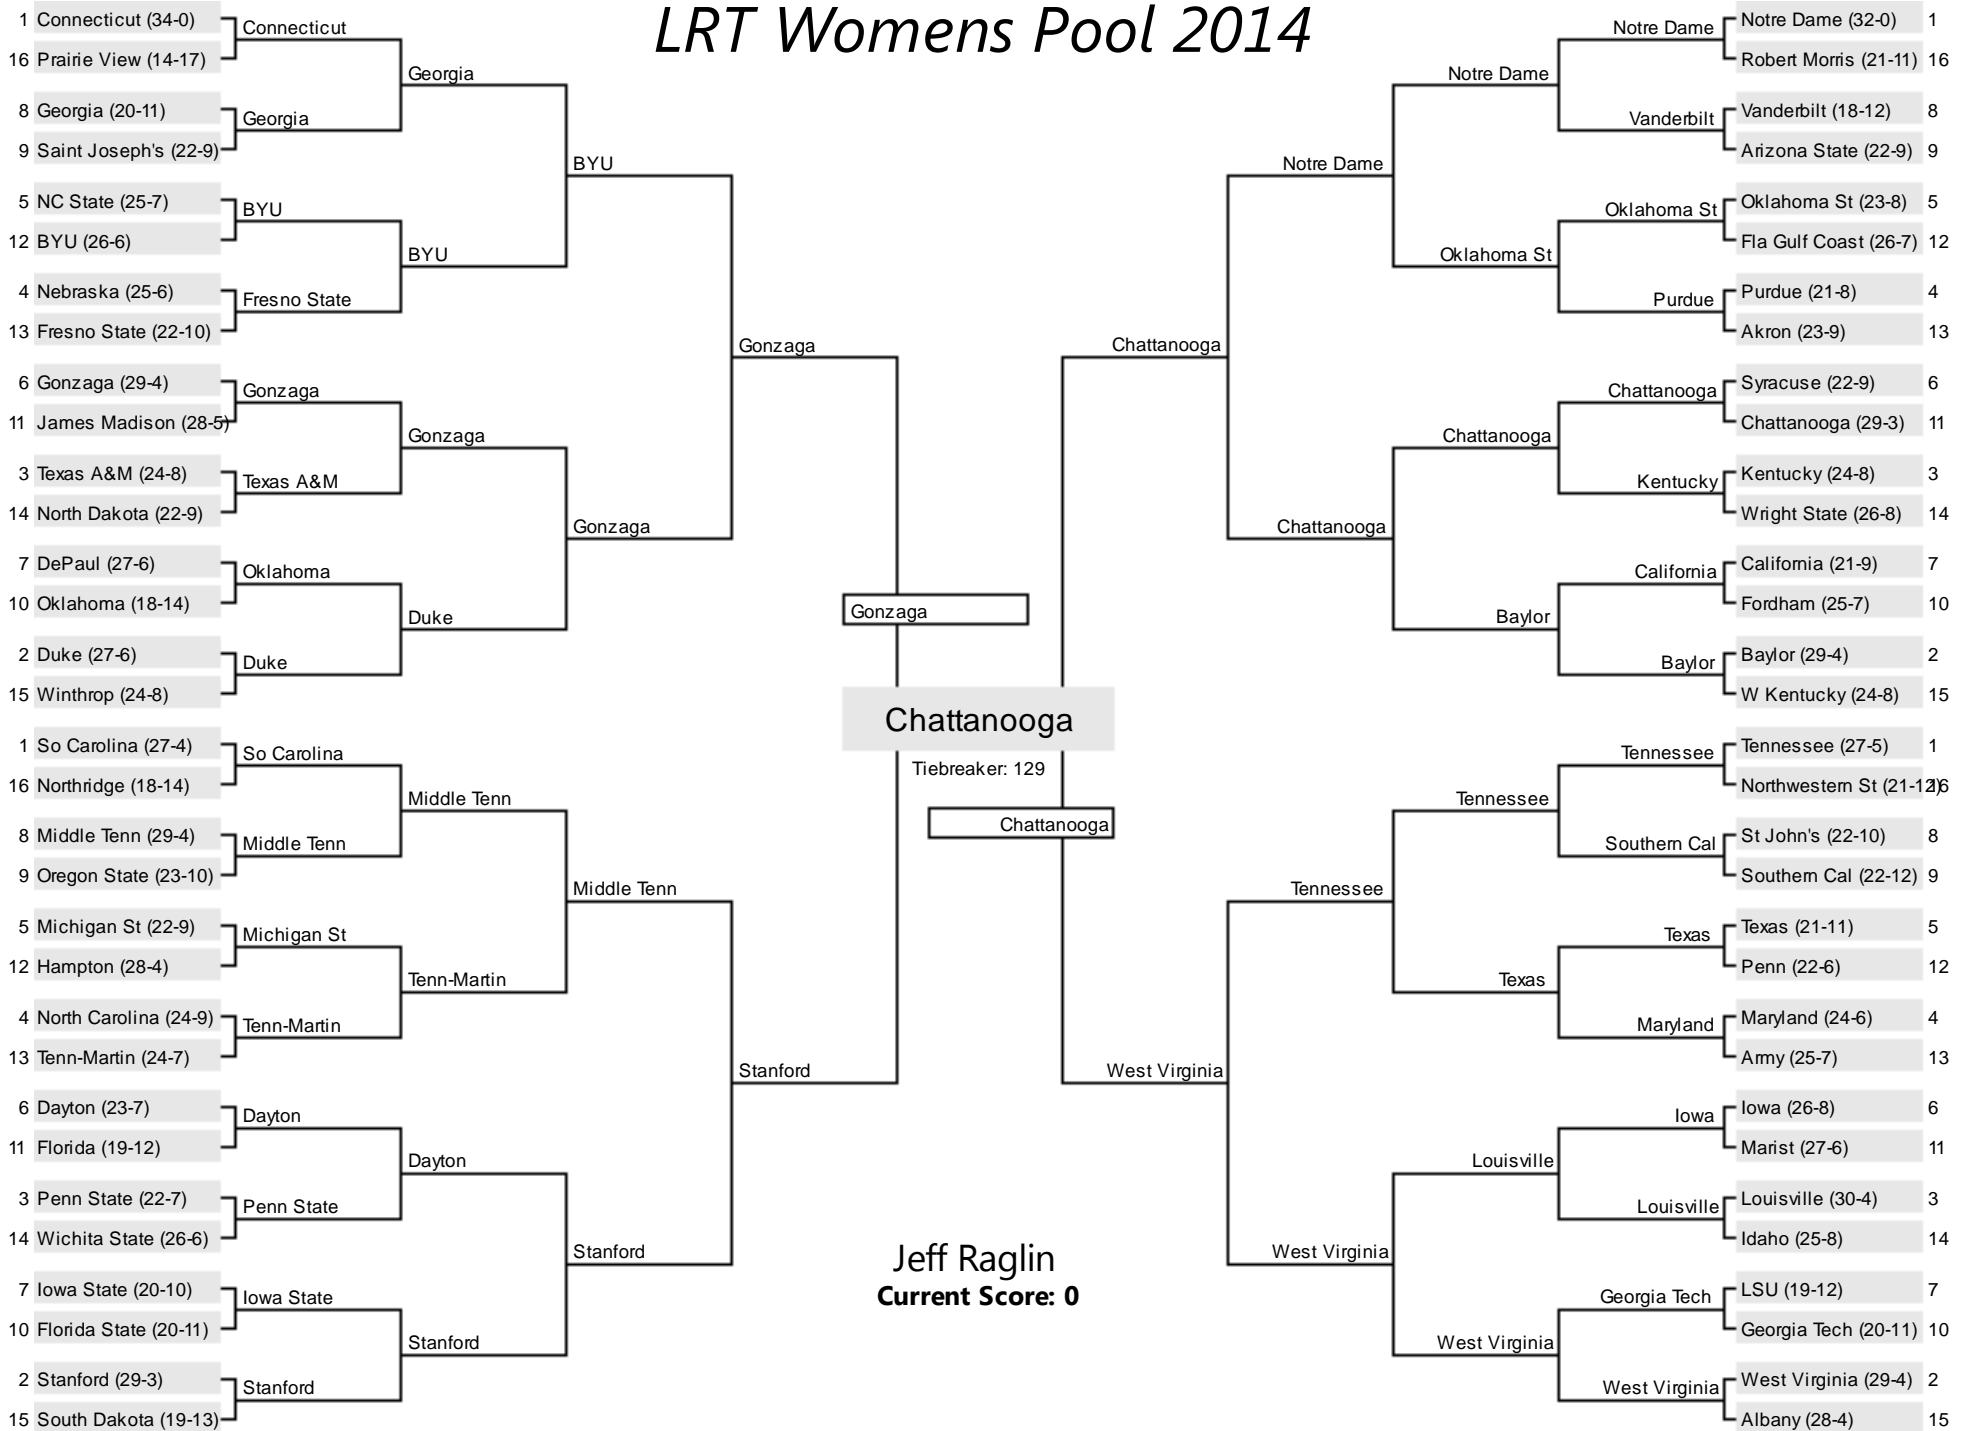 LRT Womens Pool 2014
1 Connecticut (34-0)
16 Prairie View (14-17)
8 Georgia (20-11)
9 Saint Joseph's (22-9)
5 NC State (25-7)
12 BYU (26-6)
4 Nebraska (25-6)
13 Fresno State (22-10)
6 Gonzaga (29-4)
11 James Madison (28-5)
3 Texas A&M (24-8)
14 North Dakota (22-9)
7 DePaul (27-6)
10 Oklahoma (18-14)
2 Duke (27-6)
15 Winthrop (24-8)
1 So Carolina (27-4)
16 Northridge (18-14)
8 Middle Tenn (29-4)
9 Oregon State (23-10)
5 Michigan St (22-9)
12 Hampton (28-4)
4 North Carolina (24-9)
13 Tenn-Martin (24-7)
6 Dayton (23-7)
11 Florida (19-12)
3 Penn State (22-7)
14 Wichita State (26-6)
7 Iowa State (20-10)
10 Florida State (20-11)
2 Stanford (29-3)
15 South Dakota (19-13)
Connecticut
Georgia
BYU
Fresno State
Gonzaga
Texas A&M
Oklahoma
Duke
So Carolina
Middle Tenn
Michigan St
Tenn-Martin
Dayton
Penn State
Iowa State
Stanford
Georgia
BYU
Gonzaga
Duke
Middle Tenn
Tenn-Martin
Dayton
Stanford
BYU
Gonzaga
Middle Tenn
Stanford
Gonzaga
Stanford
Gonzaga
Chattanooga
Tiebreaker: 129
Chattanooga
Jeff Raglin
Current Score: 0
Chattanooga
West Virginia
Notre Dame
Chattanooga
Tennessee
West Virginia
Notre Dame
Oklahoma St
Chattanooga
Baylor
Tennessee
Texas
Louisville
West Virginia
Notre Dame
Vanderbilt
Oklahoma St
Purdue
Chattanooga
Kentucky
California
Baylor
Tennessee
Southern Cal
Texas
Maryland
Iowa
Louisville
Georgia Tech
West Virginia
Notre Dame (32-0) 1
Robert Morris (21-11) 16
Vanderbilt (18-12) 8
Arizona State (22-9) 9
Oklahoma St (23-8) 5
Fla Gulf Coast (26-7) 12
Purdue (21-8) 4
Akron (23-9) 13
Syracuse (22-9) 6
Chattanooga (29-3) 11
Kentucky (24-8) 3
Wright State (26-8) 14
California (21-9) 7
Fordham (25-7) 10
Baylor (29-4) 2
W Kentucky (24-8) 15
Tennessee (27-5) 1
Northwestern St (21-12) 16
St John's (22-10) 8
Southern Cal (22-12) 9
Texas (21-11) 5
Penn (22-6) 12
Maryland (24-6) 4
Army (25-7) 13
Iowa (26-8) 6
Marist (27-6) 11
Louisville (30-4) 3
Idaho (25-8) 14
LSU (19-12) 7
Georgia Tech (20-11) 10
West Virginia (29-4) 2
Albany (28-4) 15